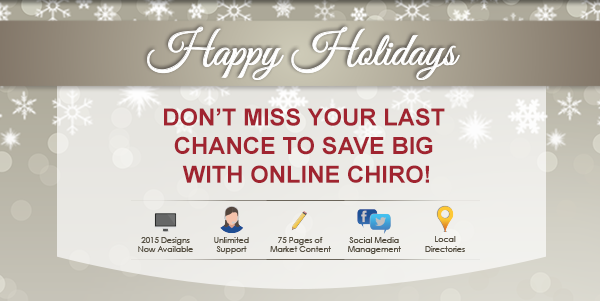 Happy Holidays
DON'T MISS YOUR LAST
CHANCE TO SAVE BIG
WITH ONLINE CHIRO!
2015 Designs
Now Available
Unlimited
Support
75 Pages of
Market Content
Social Media
Management
Local
Directories